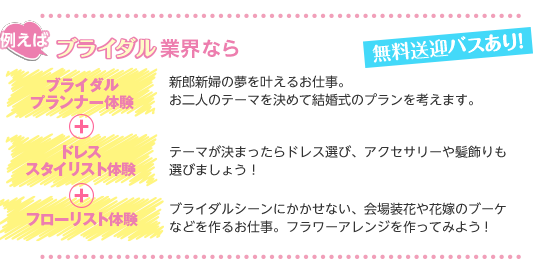 例えば
ブライダル業界なら
無料送迎バスあり!
ブライダル
プランナー体験
新郎新婦の夢を叶えるお仕事。
お二人のテーマを決めて結婚式のプランを考えます。
+
ドレス
スタイリスト体験
テーマが決まったらドレス選び、アクセサリーや髪飾りも
選びましょう！
+
フローリスト体験
ブライダルシーンにかかせない、会場装花や花嫁のブーケ
などを作るお仕事。フラワーアレンジを作ってみよう！